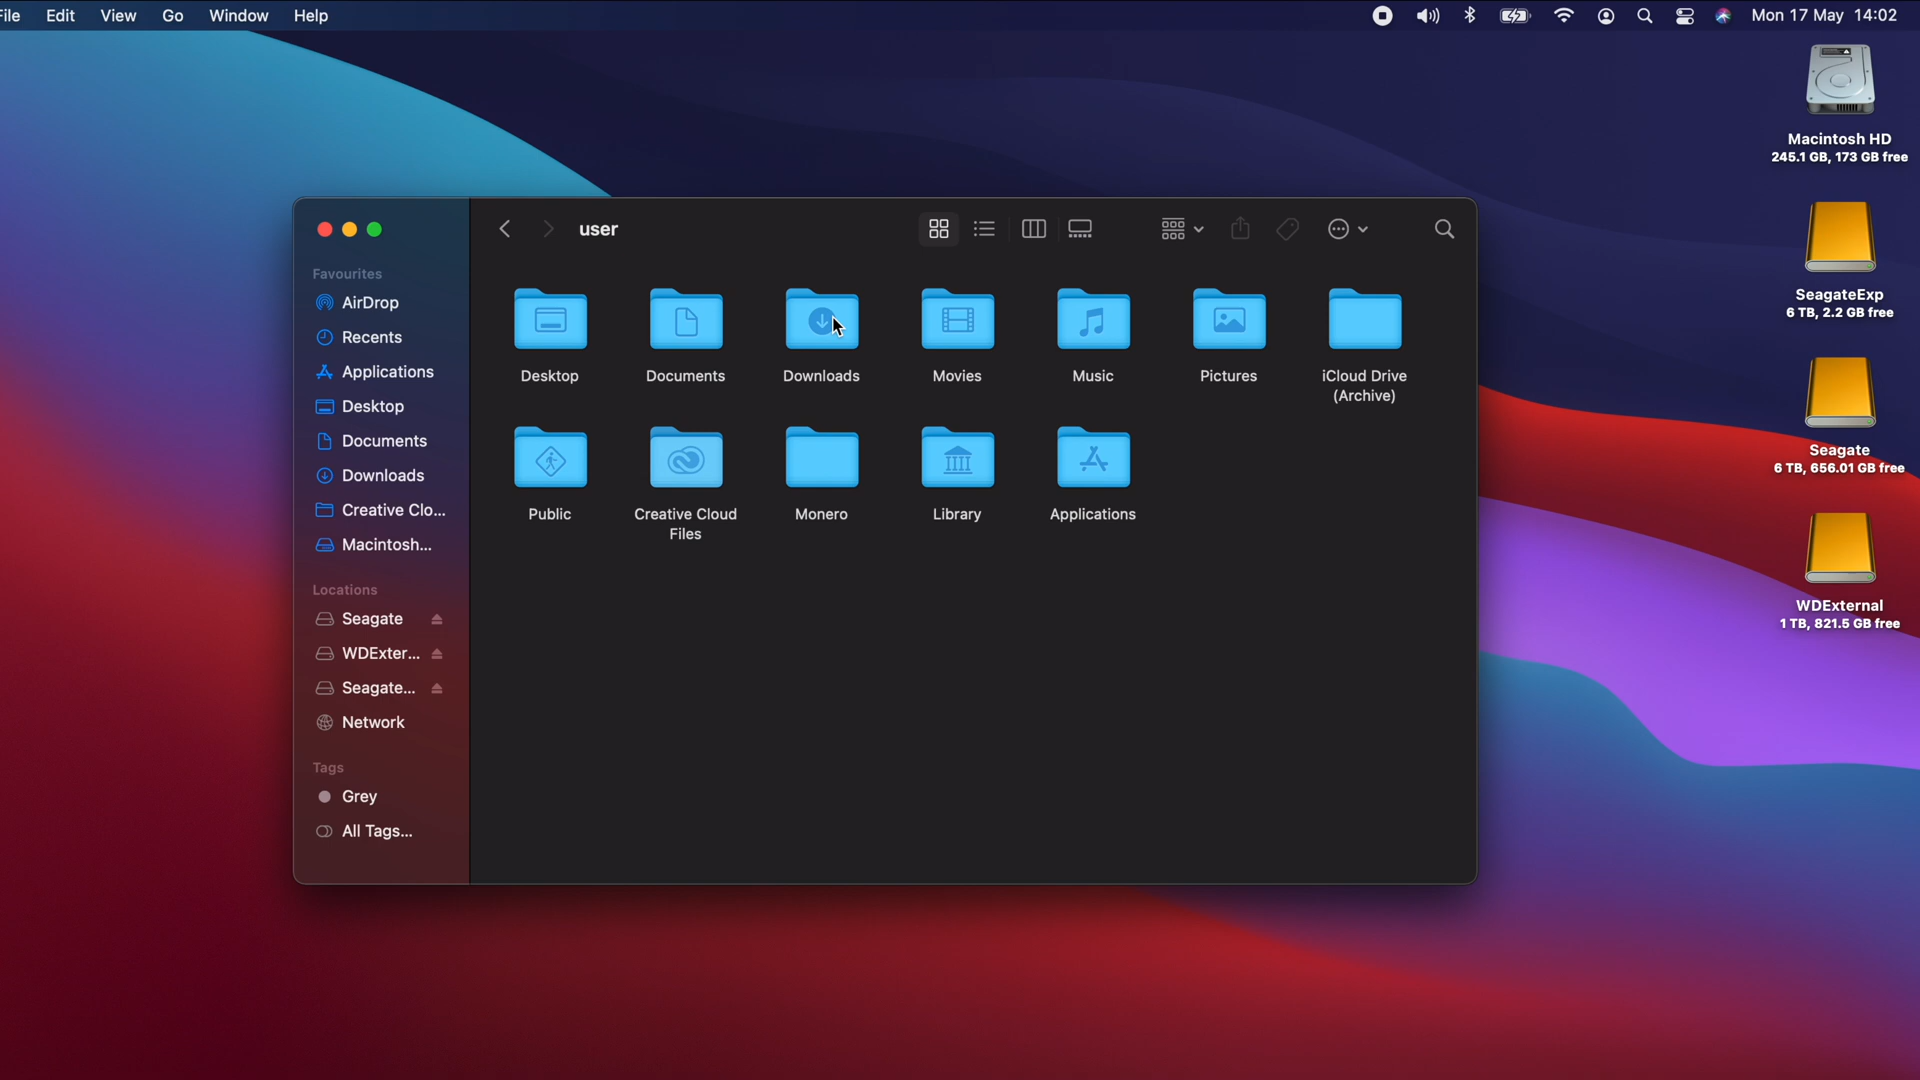 File Edit View Go Window Help Mon 17 May 14:02
Macintosh HD
245.1 GB, 173 GB free
SeagateExp
6 TB, 2.2 GB free
Seagate
6 TB, 656.01 GB free
WDExternal
1 TB, 821.5 GB free
user
Favourites
AirDrop
Recents
Applications
Desktop
Documents
Downloads
Creative Clo...
Macintosh...
Locations
Seagate
WDExter...
Seagate...
Network
Tags
Grey
All Tags...
Desktop Documents Downloads Movies Music Pictures iCloud Drive
(Archive)
Public Creative Cloud Monero Library Applications
Files